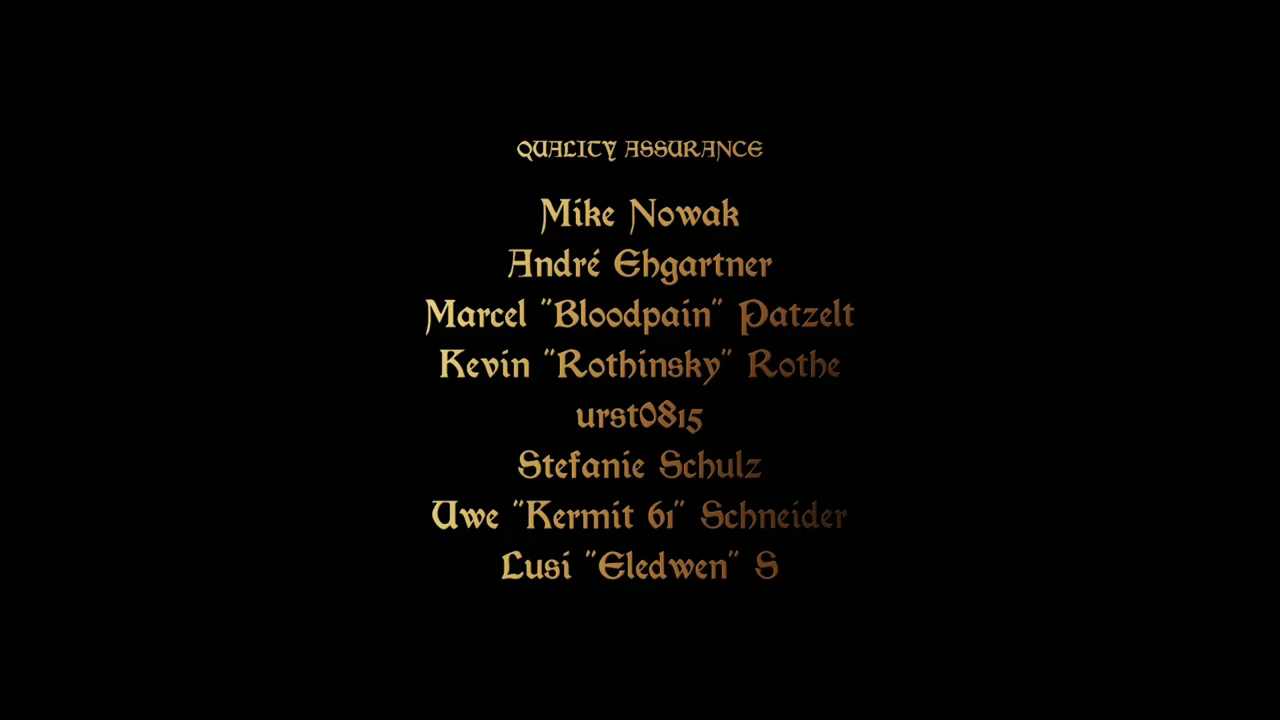 QUALITY ASSURANCE
Mike Nowak
André Ehgartner
Marcel "Bloodpain" Patzelt
Kevin "Rothinsky" Rothe
urst0815
Stefanie Schulz
Uwe "Kermit 61" Schneider
Lusi "Eledwen" S